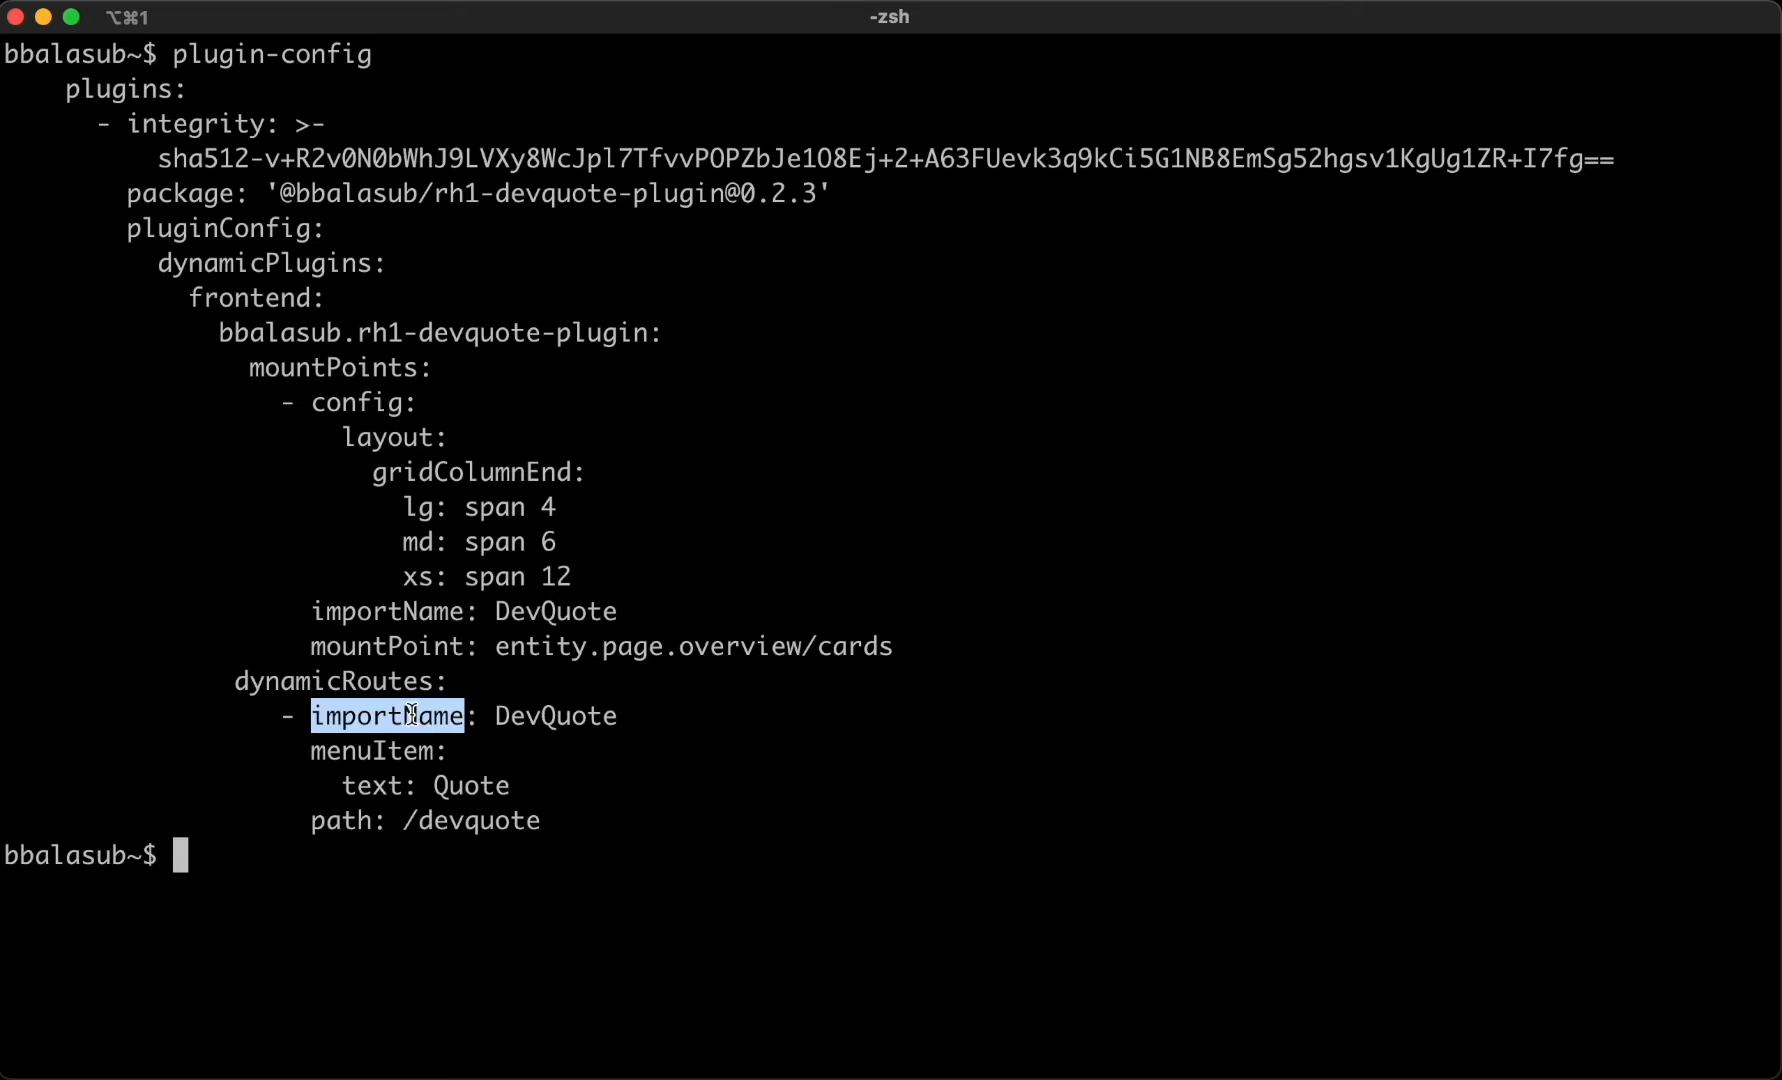 ⌥⌘1
-zsh
bbalasub~$ plugin-config
plugins:
- integrity: >-
sha512-v+R2v0N0bWhJ9LVXy8WcJpl7TfvvPOPZbJe1O8Ej+2+A63FUevk3q9kCi5G1NB8EmSg52hgsv1KgUg1ZR+I7fg==
package: '@bbalasub/rh1-devquote-plugin@0.2.3'
pluginConfig:
dynamicPlugins:
frontend:
bbalasub.rh1-devquote-plugin:
mountPoints:
- config:
layout:
gridColumnEnd:
lg: span 4
md: span 6
xs: span 12
importName: DevQuote
mountPoint: entity.page.overview/cards
dynamicRoutes:
- importName: DevQuote
menuItem:
text: Quote
path: /devquote
bbalasub~$